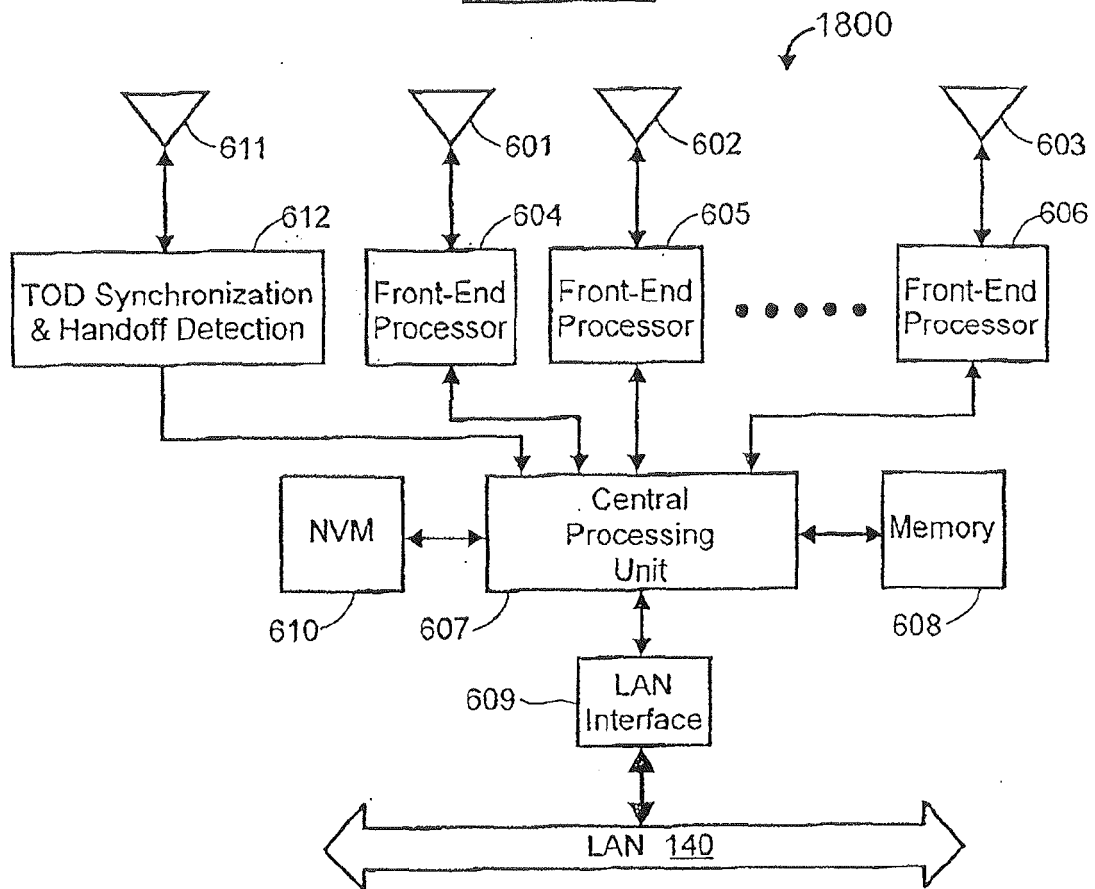 1800
611
601
602
603
612
604
605
606
TOD Synchronization
& Handoff Detection
Front-End
Processor
Front-End
Processor
Front-End
Processor
NVM
Central
Processing
Unit
Memory
610
607
608
609
LAN
Interface
LAN 140